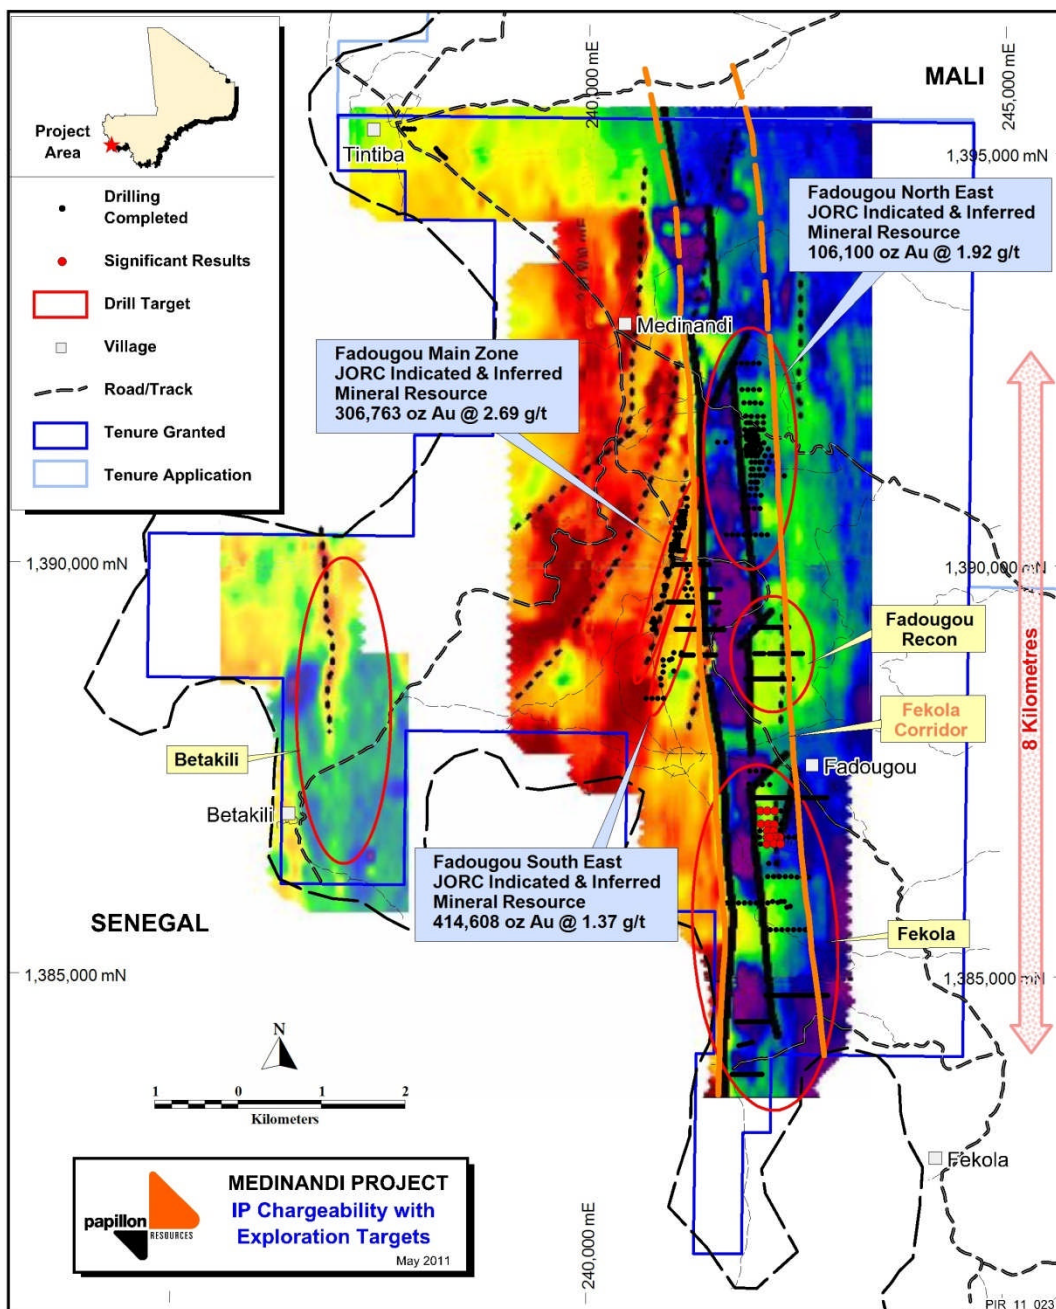 Project
Area
Drilling
Completed
Significant Results
Drill Target
Village
Road/Track
Tenure Granted
Tenure Application
240,000 mE
245,000 mE
MALI
1,395,000 mN
Tintiba
Fadougou North East
JORC Indicated & Inferred
Mineral Resource
106,100 oz Au @ 1.92 g/t
Medinandi
Fadougou Main Zone
JORC Indicated & Inferred
Mineral Resource
306,763 oz Au @ 2.69 g/t
1,390,000 mN
1,390,000 mN
Fadougou
Recon
Fekola
Corridor
8 Kilometres
Betakili
Fadougou
Betakili
Fadougou South East
JORC Indicated & Inferred
Mineral Resource
414,608 oz Au @ 1.37 g/t
SENEGAL
Fekola
1,385,000 mN
1,385,000 mN
N
1 0 1 2
Kilometers
Fekola
papillon
RESOURCES
MEDINANDI PROJECT
IP Chargeability with
Exploration Targets
May 2011
240,000 mE
PIR_11_023